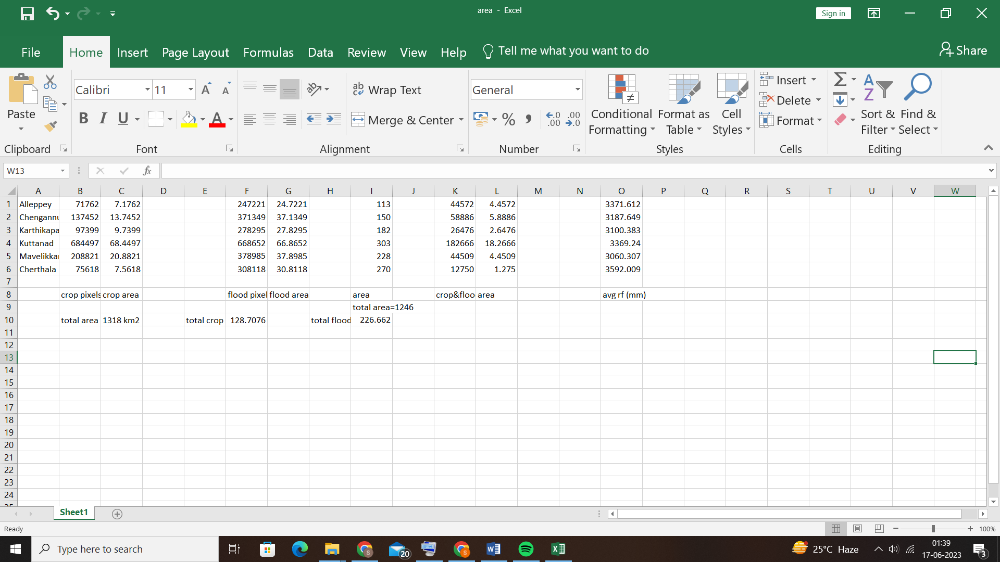 area - Excel
Sign in
File Home Insert Page Layout Formulas Data Review View Help Tell me what you want to do Share
Paste
Clipboard
Calibri 11
B I U A
Font
Wrap Text
Merge & Center
Alignment
General
% , .00
Number
Conditional Formatting
Format as Table
Cell Styles
Styles
Insert
Delete
Format
Cells
Sort & Filter
Find & Select
Editing
W13 fx
A B C D E F G H I J K L M N O P Q R S T U V W
1 Alleppey 71762 7.1762 247221 24.7221 113 44572 4.4572 3371.612
2 Chengannu 137452 13.7452 371349 37.1349 150 58886 5.8886 3187.649
3 Karthikapa 97399 9.7399 278295 27.8295 182 26476 2.6476 3100.383
4 Kuttanad 684497 68.4497 668652 66.8652 303 182666 18.2666 3369.24
5 Mavelikka 208821 20.8821 378985 37.8985 228 44509 4.4509 3060.307
6 Cherthala 75618 7.5618 308118 30.8118 270 12750 1.275 3592.009
7
8 crop pixels crop area flood pixel flood area area crop&floo area avg rf (mm)
9 total area=1246
10 total area 1318 km2 total crop 128.7076 total flood 226.662
11
12
13
14
15
16
17
18
19
20
21
22
23
24
25
Sheet1
Ready 100%
Type here to search 20 25°C Haze 01:39
17-06-2023 3